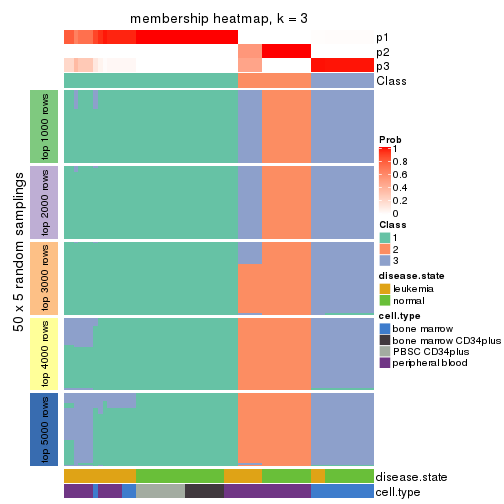 membership heatmap, k = 3
p1
p2
p3
Class
50 x 5 random samplings
top 1000 rows
top 2000 rows
top 3000 rows
top 4000 rows
top 5000 rows
Prob
1
0.8
0.6
0.4
0.2
0
Class
1
2
3
disease.state
leukemia
normal
cell.type
bone marrow
bone marrow CD34plus
PBSC CD34plus
peripheral blood
disease.state
cell.type